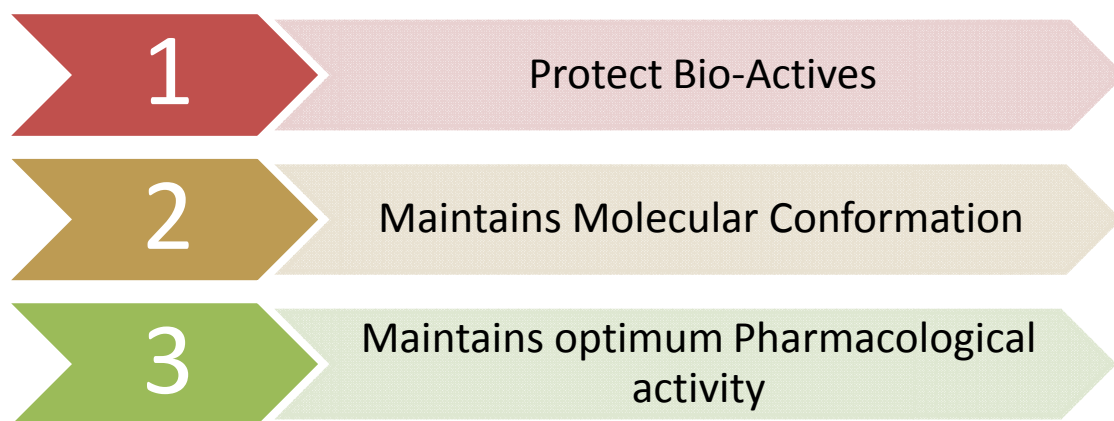 1
Protect Bio-Actives
2
Maintains Molecular Conformation
3
Maintains optimum Pharmacological
activity